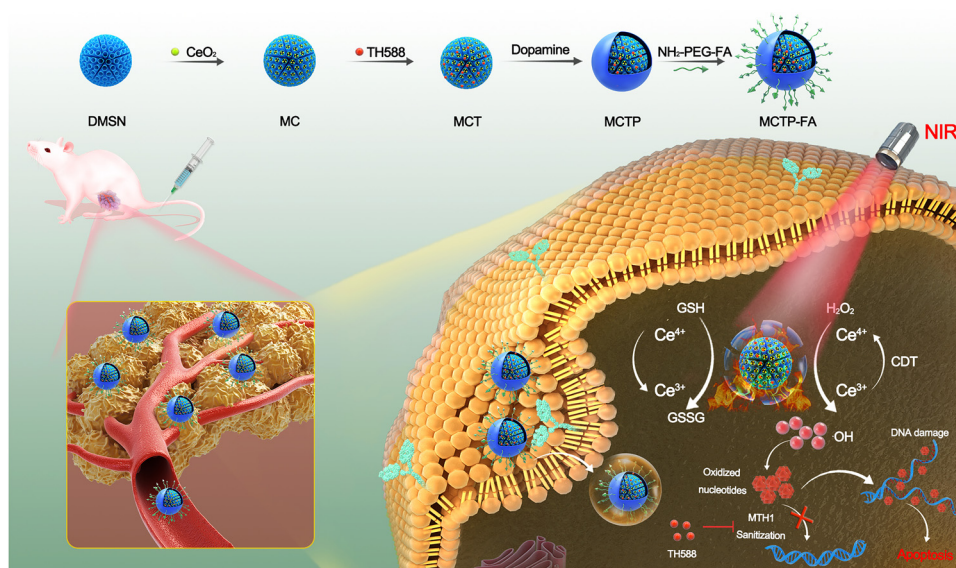 CeO₂
TH588
Dopamine
NH₂-PEG-FA
DMSN
MC
MCT
MCTP
MCTP-FA
NIR
GSH
H₂O₂
Ce⁴⁺
Ce⁴⁺
CDT
Ce³⁺
Ce³⁺
GSSG
·OH
DNA damage
Oxidized
nucleotides
MTH1
Sanitization
TH588
Apoptosis